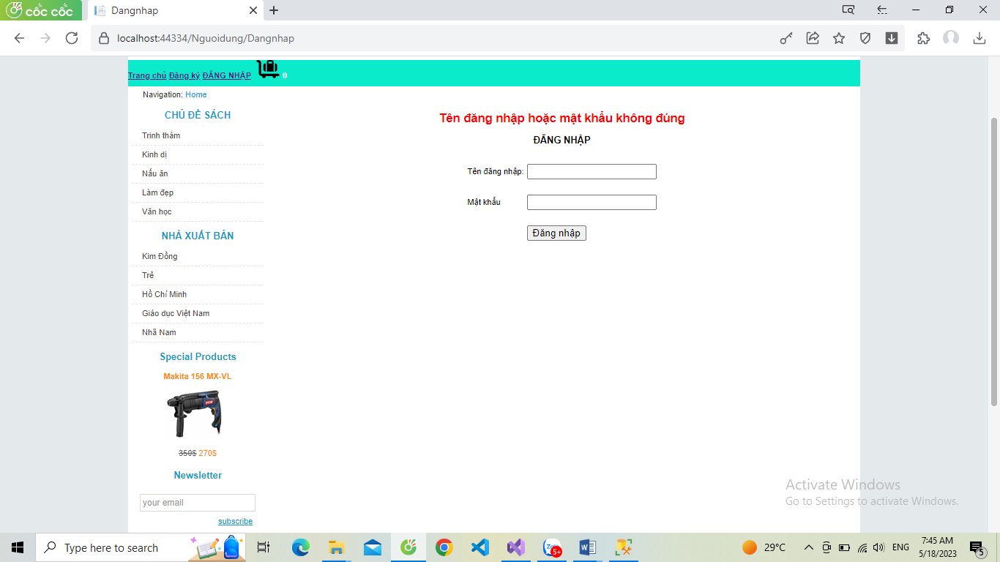 cốc cốc
Dangnhap
localhost:44334/Nguoidung/Dangnhap
Trang chủ Đăng ký ĐĂNG NHẬP 0
Navigation: Home
CHỦ ĐỀ SÁCH
Trinh thám
Kinh dị
Nấu ăn
Làm đẹp
Văn học
NHÀ XUẤT BẢN
Kim Đồng
Trẻ
Hồ Chí Minh
Giáo dục Việt Nam
Nhã Nam
Special Products
Makita 156 MX-VL
350$ 270$
Newsletter
your email
subscribe
Tên đăng nhập hoặc mật khẩu không đúng
ĐĂNG NHẬP
Tên đăng nhập:
Mật khẩu
Đăng nhập
Activate Windows
Go to Settings to activate Windows.
Type here to search
5+
29°C
ENG
7:45 AM
5/18/2023
5